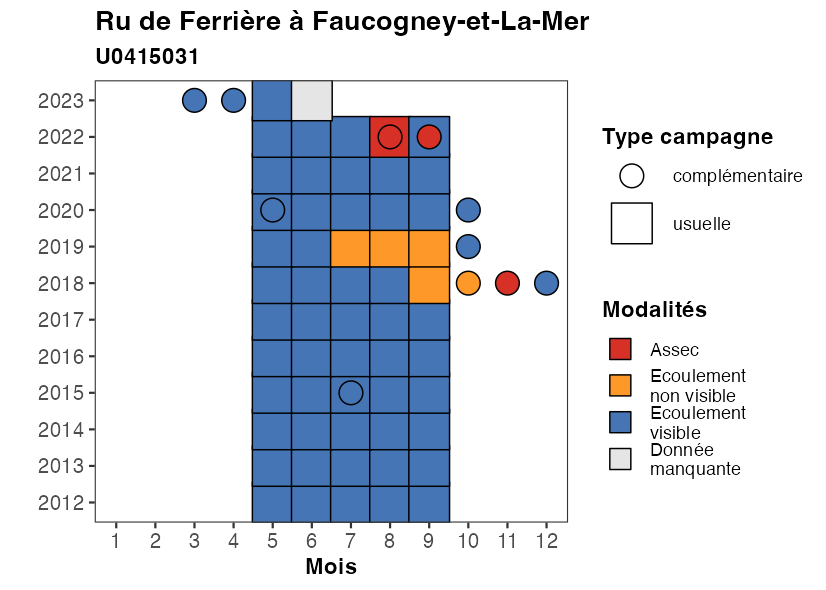 Ru de Ferrière à Faucogney-et-La-Mer
U0415031
2023
2022
2021
2020
2019
2018
2017
2016
2015
2014
2013
2012
1 2 3 4 5 6 7 8 9 10 11 12
Mois
Type campagne
complémentaire
usuelle
Modalités
Assec
Ecoulement
non visible
Ecoulement
visible
Donnée
manquante